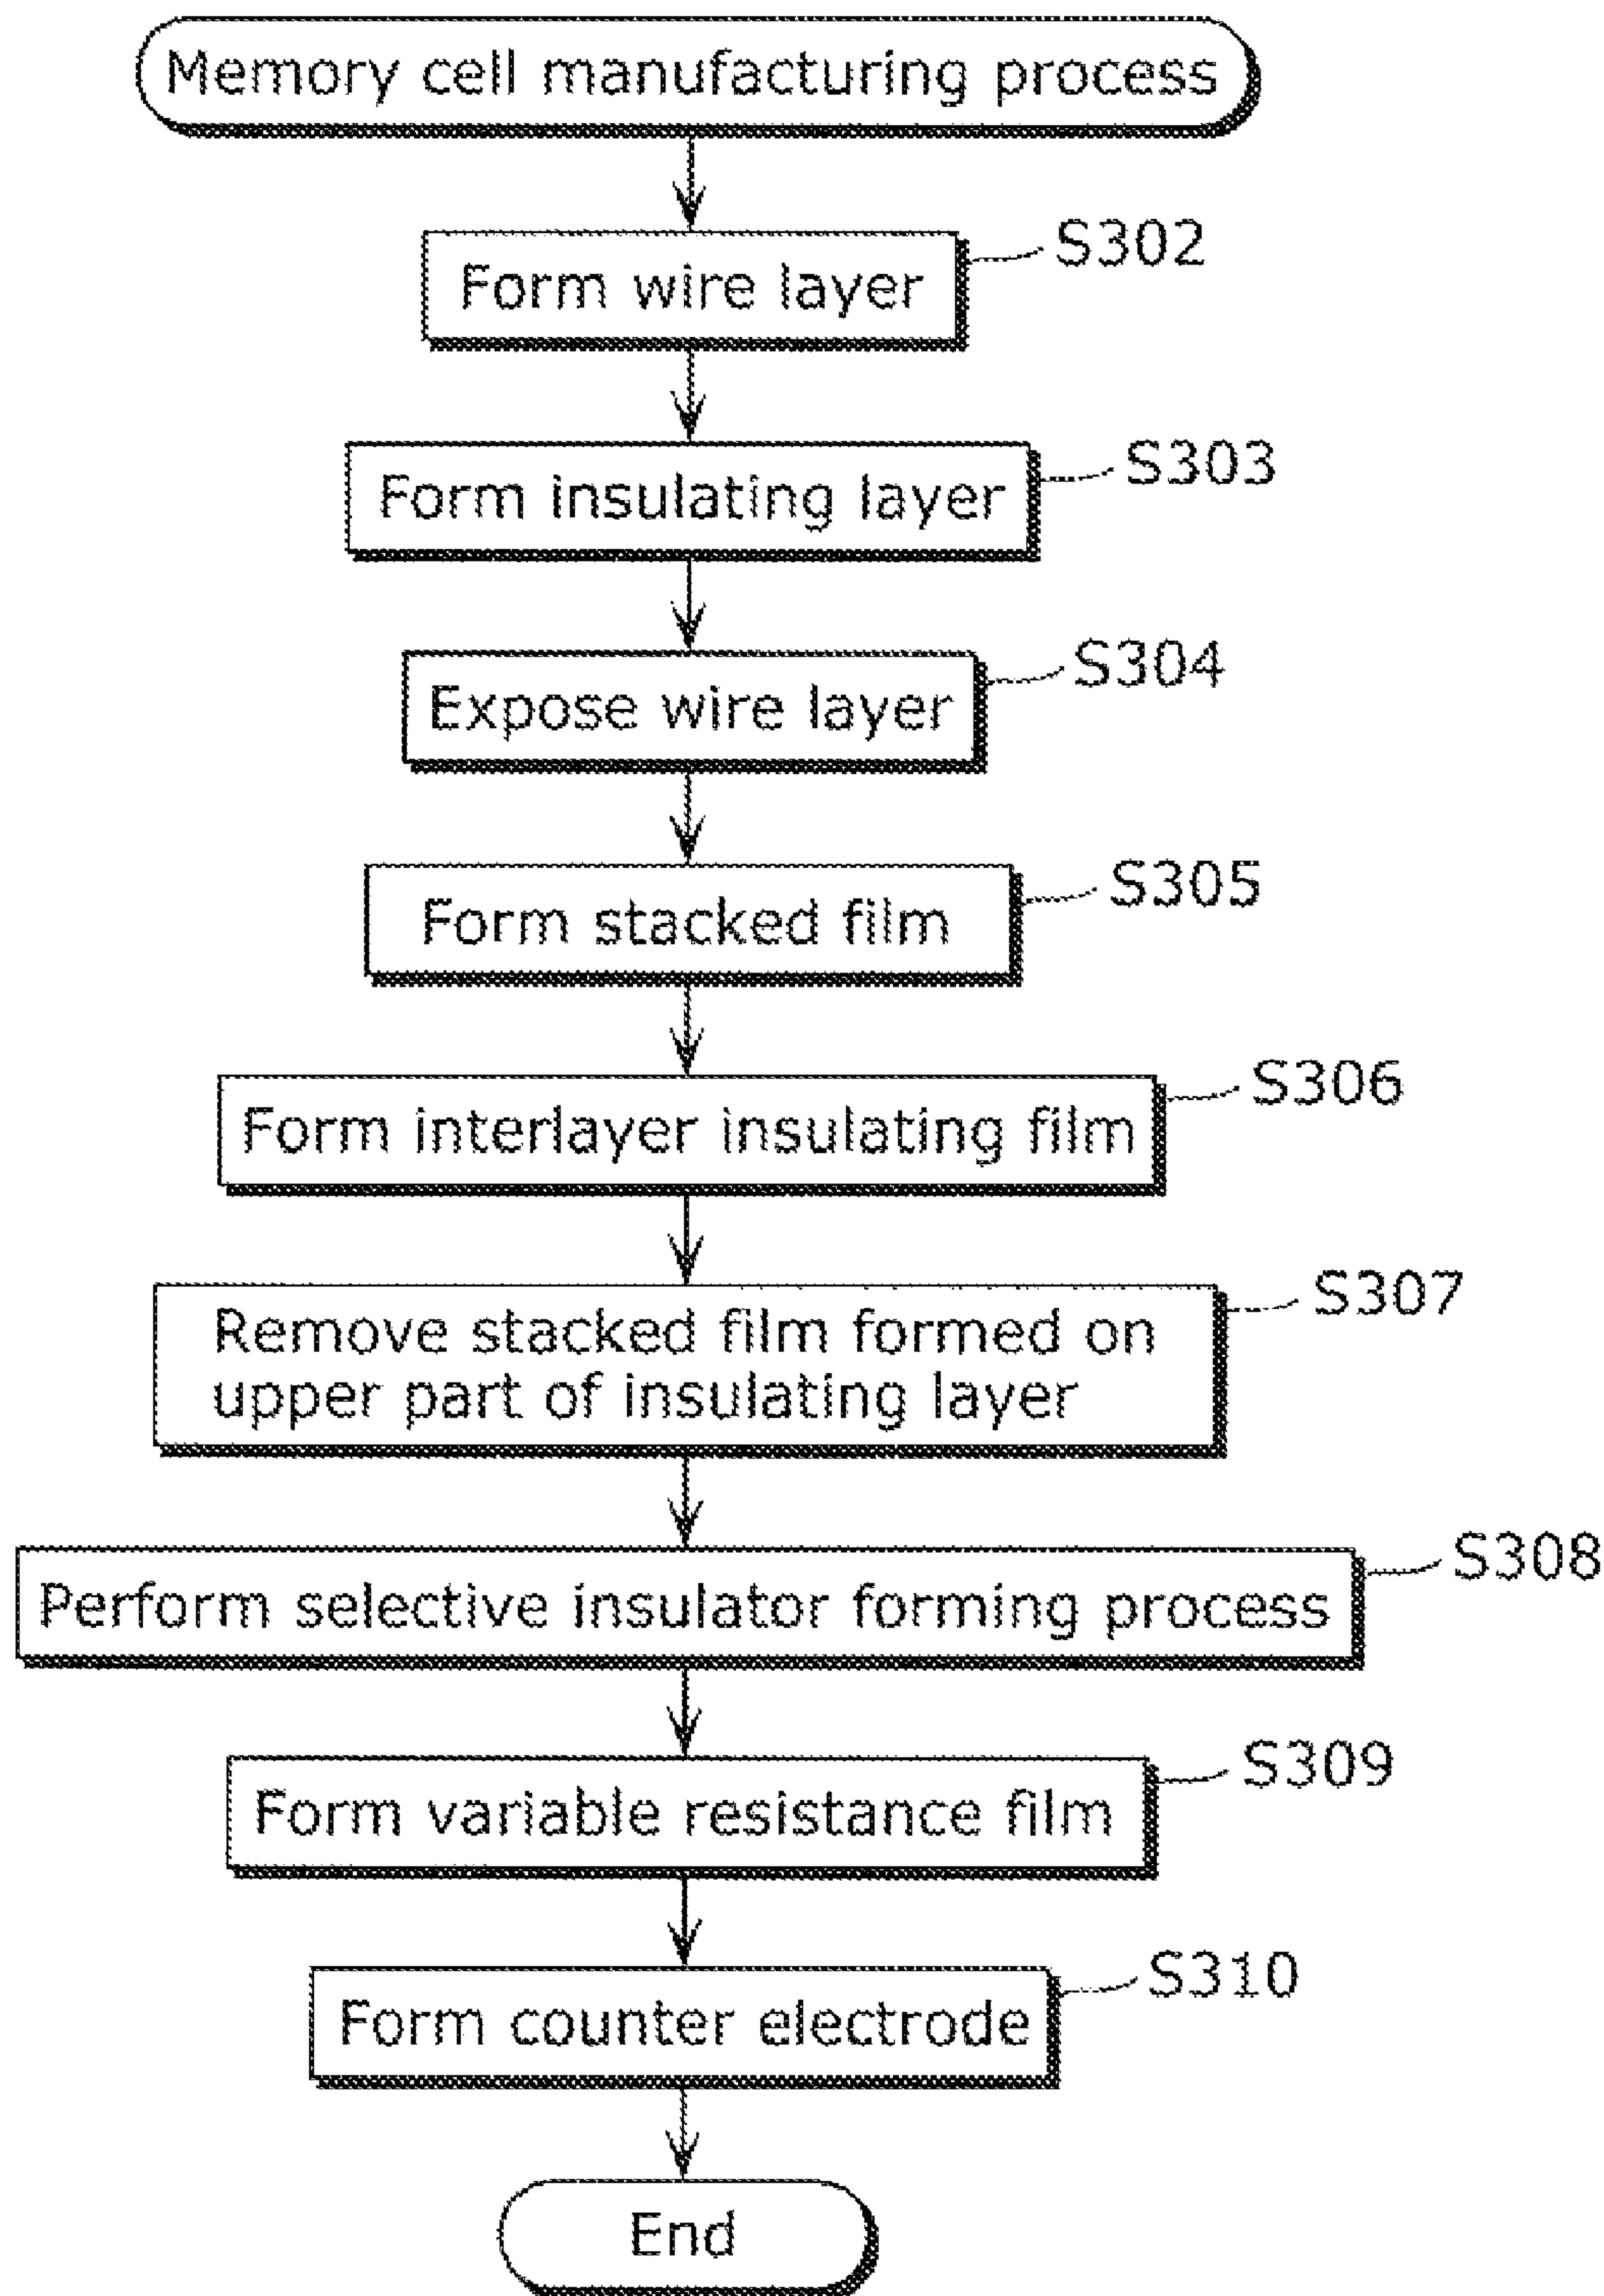 Memory cell manufacturing process
S302
Form wire layer
S303
Form insulating layer
S304
Expose wire layer
S305
Form stacked film
S306
Form interlayer insulating film
S307
Remove stacked film formed on
upper part of insulating layer
S308
Perform selective insulator forming process
S309
Form variable resistance film
S310
Form counter electrode
End